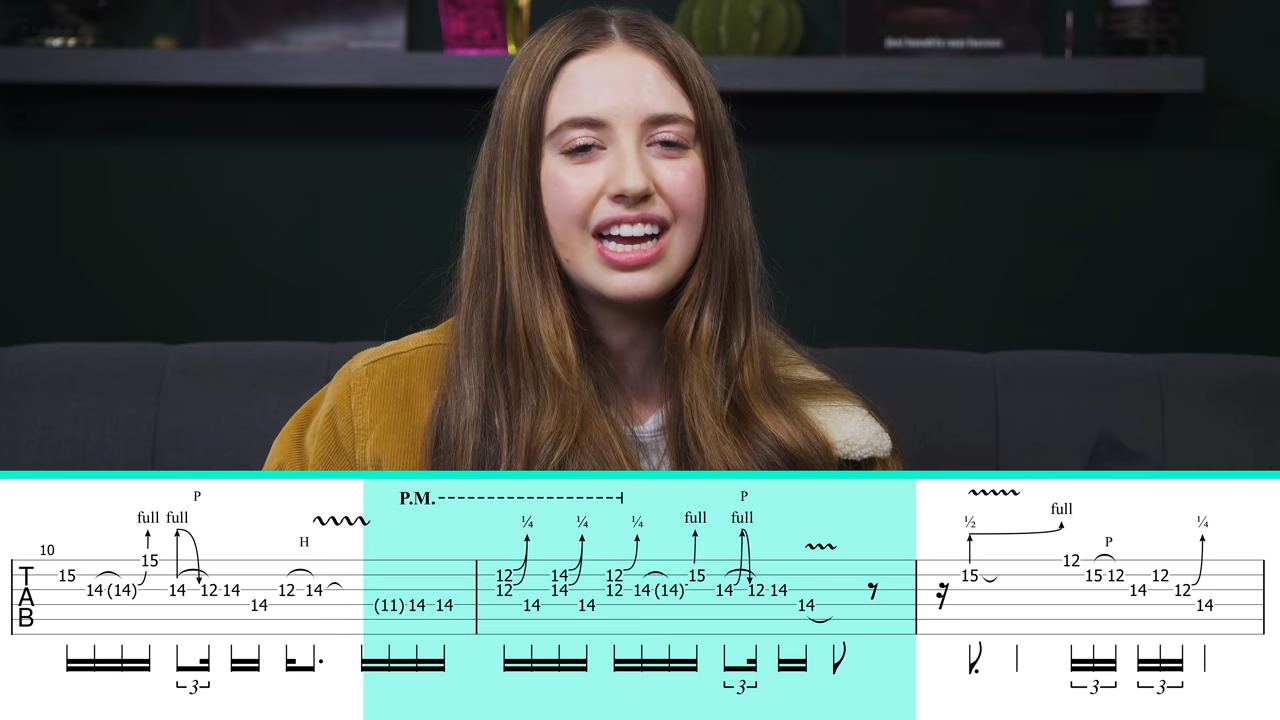 P.M.
P P
full full ¼ ¼ ¼ full full ½ full ¼
H P
10
15 12
15 12 14 12 15 15 15 12 12
14 (14) 14 12 14 12 14 12 14 12 14 (14) 14 12 14 14 12
14 (11) 14 14 14 14 14 14
T
A
B
3 3 3 3